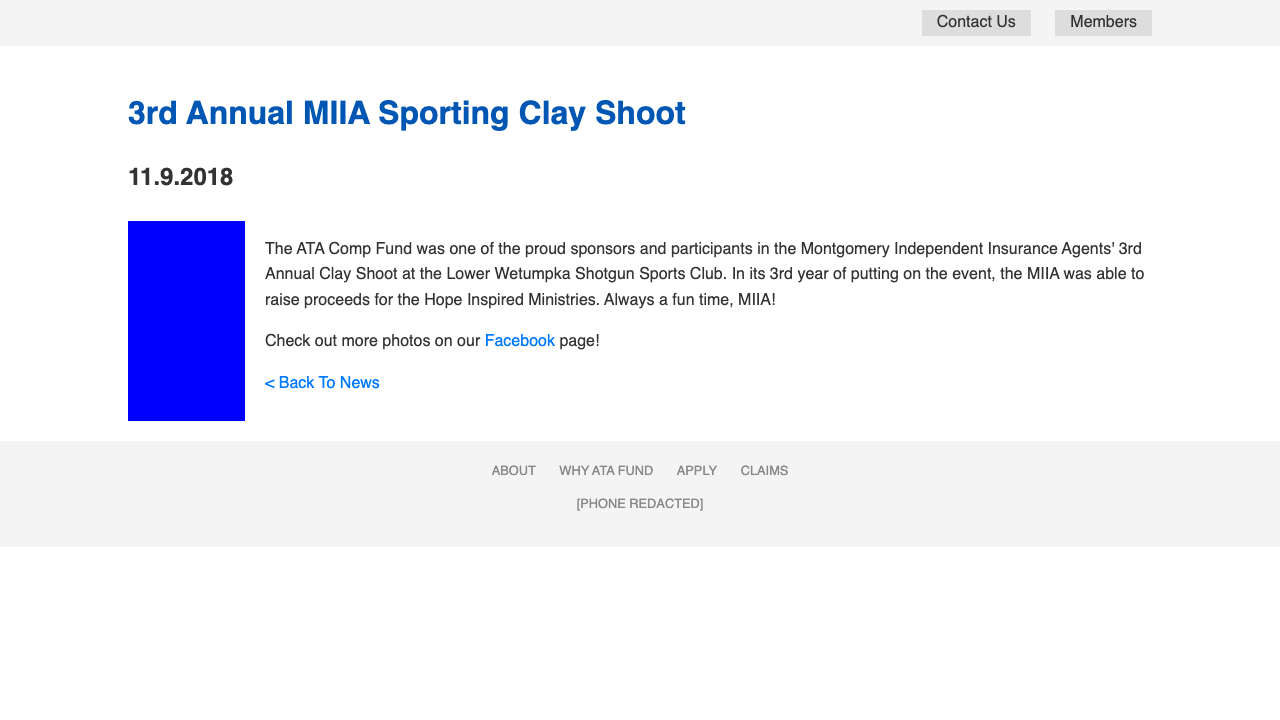 Contact Us Members
3rd Annual MIIA Sporting Clay Shoot
11.9.2018
The ATA Comp Fund was one of the proud sponsors and participants in the Montgomery Independent Insurance Agents' 3rd
Annual Clay Shoot at the Lower Wetumpka Shotgun Sports Club. In its 3rd year of putting on the event, the MIIA was able to
raise proceeds for the Hope Inspired Ministries. Always a fun time, MIIA!
Check out more photos on our Facebook page!
< Back To News
ABOUT WHY ATA FUND APPLY CLAIMS
[PHONE REDACTED]